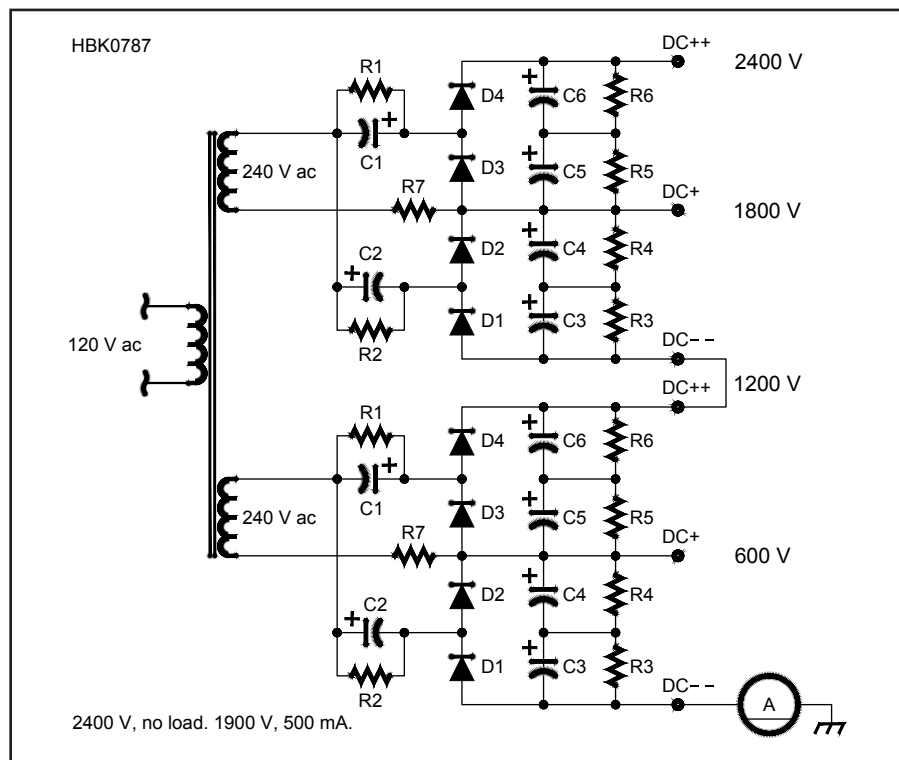 HBK0787
R1
+
C1
240 V ac
R7
C2
+
R2
D4
D3
D2
D1
+
C6
+
C5
+
C4
+
C3
R6
R5
R4
R3
DC++
2400 V
DC+
1800 V
DC--
1200 V
120 V ac
DC++
R1
+
C1
240 V ac
R7
C2
+
R2
D4
D3
D2
D1
+
C6
+
C5
+
C4
+
C3
R6
R5
R4
R3
DC+
600 V
DC--
A
2400 V, no load. 1900 V, 500 mA.